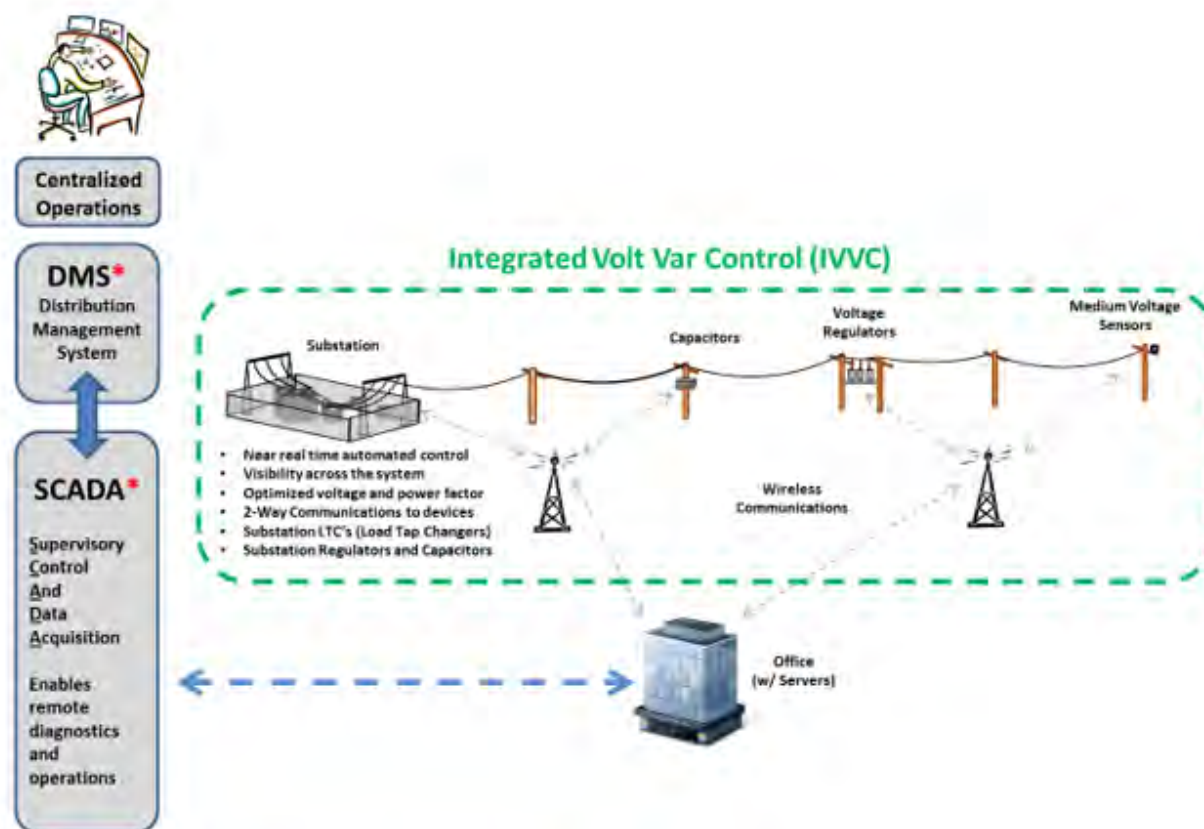 Centralized
Operations
DMS*
Distribution
Management
System
SCADA*
Supervisory
Control
And
Data
Acquisition
Enables
remote
diagnostics
and
operations
Integrated Volt Var Control (IVVC)
Substation
Capacitors
Voltage
Regulators
Medium Voltage
Sensors
• Near real time automated control
• Visibility across the system
• Optimized voltage and power factor
• 2-Way Communications to devices
• Substation LTC's (Load Tap Changers)
• Substation Regulators and Capacitors
Wireless
Communications
Office
(w/ Servers)